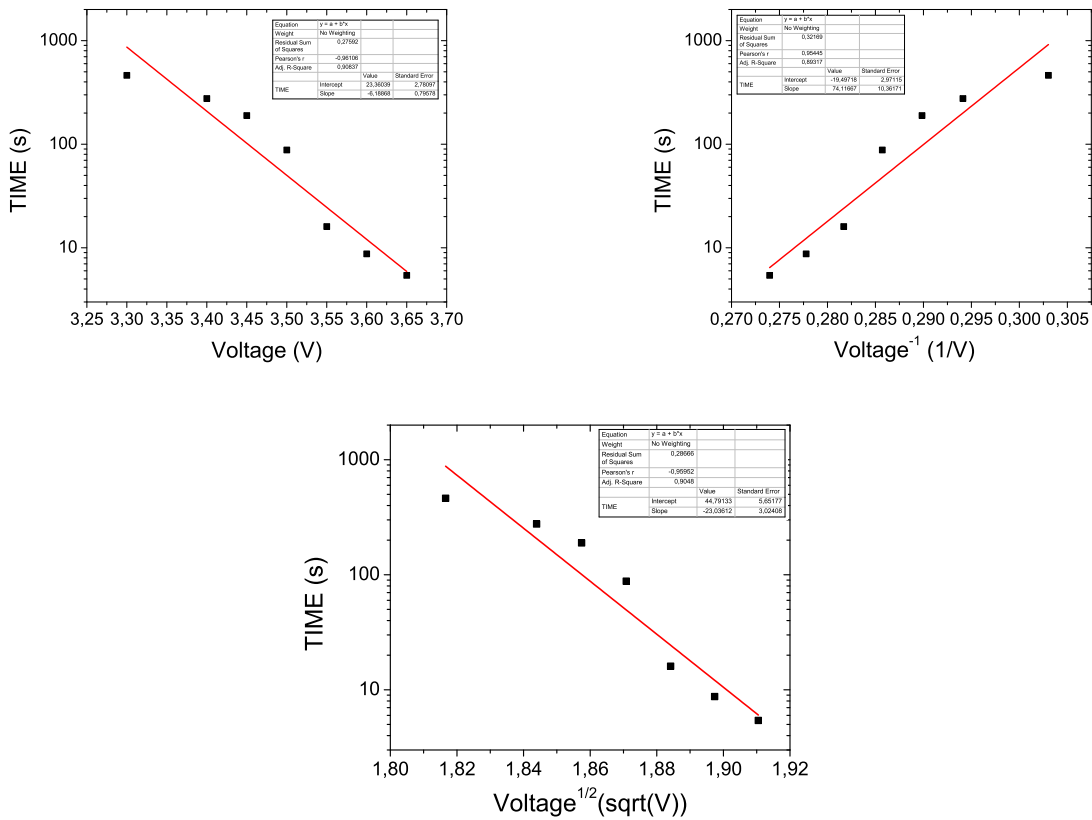 Equation y = a + b*x
Weight No Weighting
Residual Sum of Squares 0,27592
Pearson's r -0,96106
Adj. R-Square 0,90837
Value Standard Error
TIME Intercept 23,36039 2,78097
Slope -6,18868 0,79578
1000
100
10
TIME (s)
3,25 3,30 3,35 3,40 3,45 3,50 3,55 3,60 3,65 3,70
Voltage (V)
Equation y = a + b*x
Weight No Weighting
Residual Sum of Squares 0,32169
Pearson's r 0,95445
Adj. R-Square 0,89317
Value Standard Error
TIME Intercept -19,49718 2,97115
Slope 74,11667 10,36171
1000
100
10
TIME (s)
0,270 0,275 0,280 0,285 0,290 0,295 0,300 0,305
Voltage-1 (1/V)
Equation y = a + b*x
Weight No Weighting
Residual Sum of Squares 0,28666
Pearson's r -0,95952
Adj. R-Square 0,9048
Value Standard Error
TIME Intercept 44,79133 5,65177
Slope -23,03612 3,02408
1000
100
10
TIME (s)
1,80 1,82 1,84 1,86 1,88 1,90 1,92
Voltage1/2(sqrt(V))